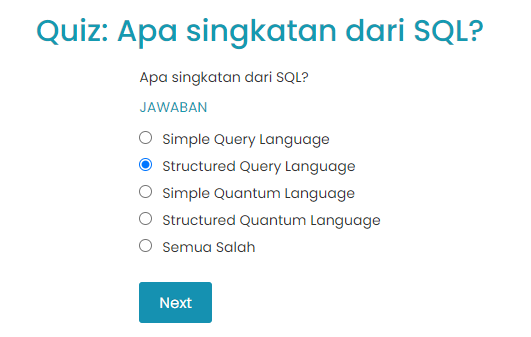 Quiz: Apa singkatan dari SQL?
Apa singkatan dari SQL?
JAWABAN
Simple Query Language
Structured Query Language
Simple Quantum Language
Structured Quantum Language
Semua Salah
Next